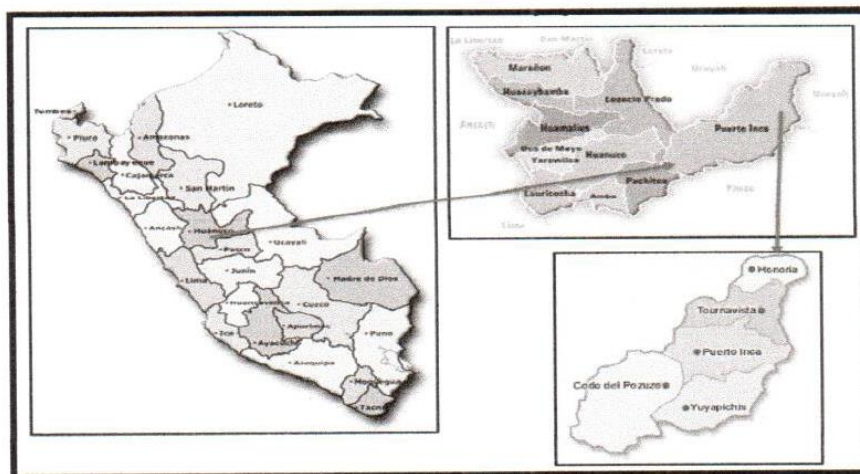 Loreto
Tumbes
Piura
Amazonas
Lambayeque
Cajamarca
San Martín
La Libertad
Ancash
Huánuco
Pasco
Ucayali
Lima
Junín
Madre de Dios
Cusco
Ica
Apurímac
Ayacucho
Puno
Arequipa
Moquegua
Tacna
La Libertad
San Martín
Loreto
Ucayali
Marañon
Huacaybamba
Leoncio Prado
Ancash
Huamalies
Puerto Inca
Dos de Mayo
Yarowilca
Huanuco
Lauricocha
Ambo
Pachitea
Pasco
Lima
Honoria
Tournavista
Puerto Inca
Codo del Pozuzo
Yuyapichis